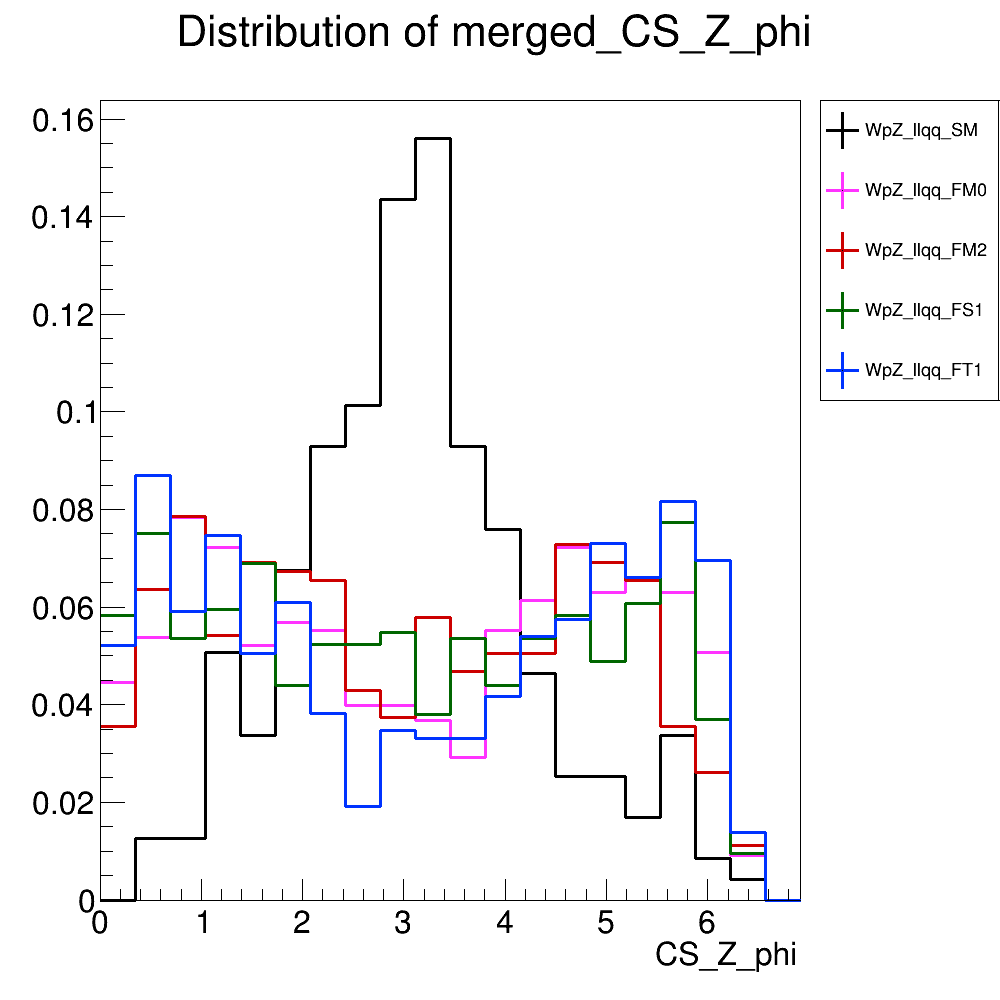 Distribution of merged_CS_Z_phi
0.16
0.14
0.12
0.1
0.08
0.06
0.04
0.02
0
0 1 2 3 4 5 6
CS_Z_phi
WpZ_llqq_SM
WpZ_llqq_FM0
WpZ_llqq_FM2
WpZ_llqq_FS1
WpZ_llqq_FT1